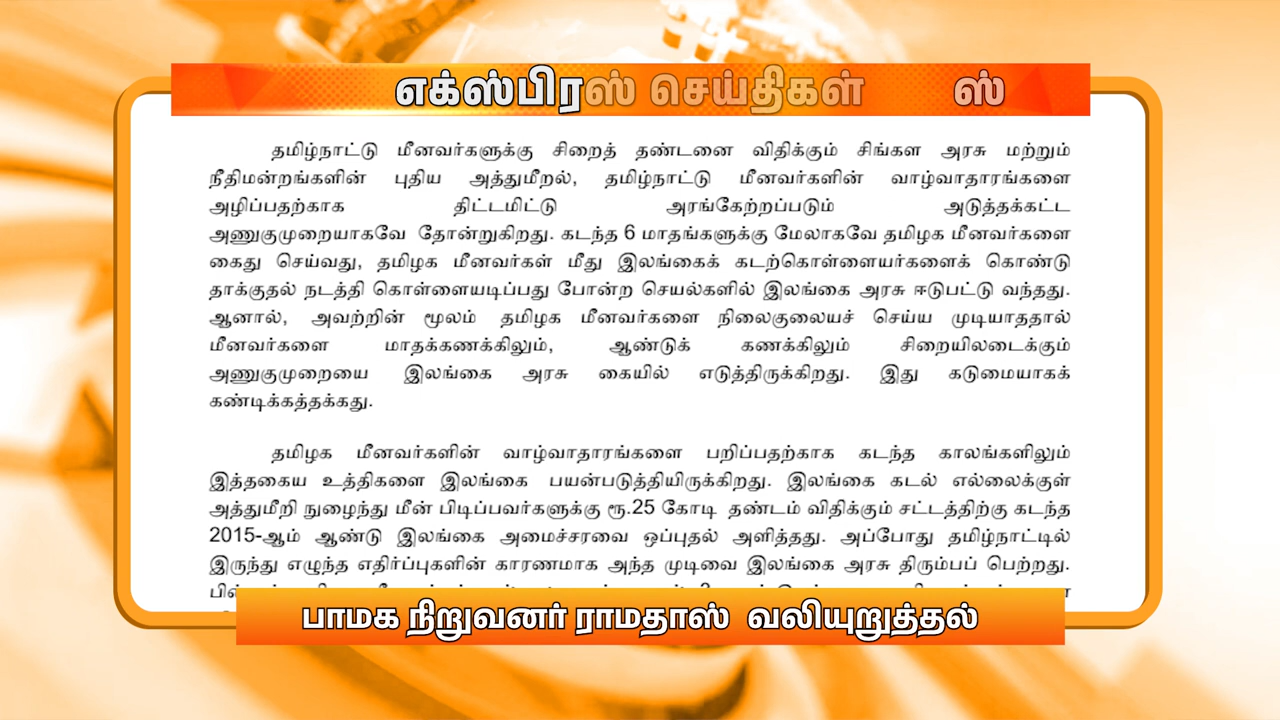 எக்ஸ்பிரஸ் செய்திகள் ஸ்
தமிழ்நாட்டு மீனவர்களுக்கு சிறைத் தண்டனை விதிக்கும் சிங்கள அரசு மற்றும்
நீதிமன்றங்களின் புதிய அத்துமீறல், தமிழ்நாட்டு மீனவர்களின் வாழ்வாதாரங்களை
அழிப்பதற்காக திட்டமிட்டு அரங்கேற்றப்படும் அடுத்தக்கட்ட
அணுகுமுறையாகவே தோன்றுகிறது. கடந்த 6 மாதங்களுக்கு மேலாகவே தமிழக மீனவர்களை
கைது செய்வது, தமிழக மீனவர்கள் மீது இலங்கைக் கடற்கொள்ளையர்களைக் கொண்டு
தாக்குதல் நடத்தி கொள்ளையடிப்பது போன்ற செயல்களில் இலங்கை அரசு ஈடுபட்டு வந்தது.
ஆனால், அவற்றின் மூலம் தமிழக மீனவர்களை நிலைகுலையச் செய்ய முடியாததால்
மீனவர்களை மாதக்கணக்கிலும், ஆண்டுக் கணக்கிலும் சிறையிலடைக்கும்
அணுகுமுறையை இலங்கை அரசு கையில் எடுத்திருக்கிறது. இது கடுமையாகக்
கண்டிக்கத்தக்கது.
தமிழக மீனவர்களின் வாழ்வாதாரங்களை பறிப்பதற்காக கடந்த காலங்களிலும்
இத்தகைய உத்திகளை இலங்கை பயன்படுத்தியிருக்கிறது. இலங்கை கடல் எல்லைக்குள்
அத்துமீறி நுழைந்து மீன் பிடிப்பவர்களுக்கு ரூ.25 கோடி தண்டம் விதிக்கும் சட்டத்திற்கு கடந்த
2015-ஆம் ஆண்டு இலங்கை அமைச்சரவை ஒப்புதல் அளித்தது. அப்போது தமிழ்நாட்டில்
இருந்து எழுந்த எதிர்ப்புகளின் காரணமாக அந்த முடிவை இலங்கை அரசு திரும்பப் பெற்றது.
பாமக நிறுவனர் ராமதாஸ் வலியுறுத்தல்